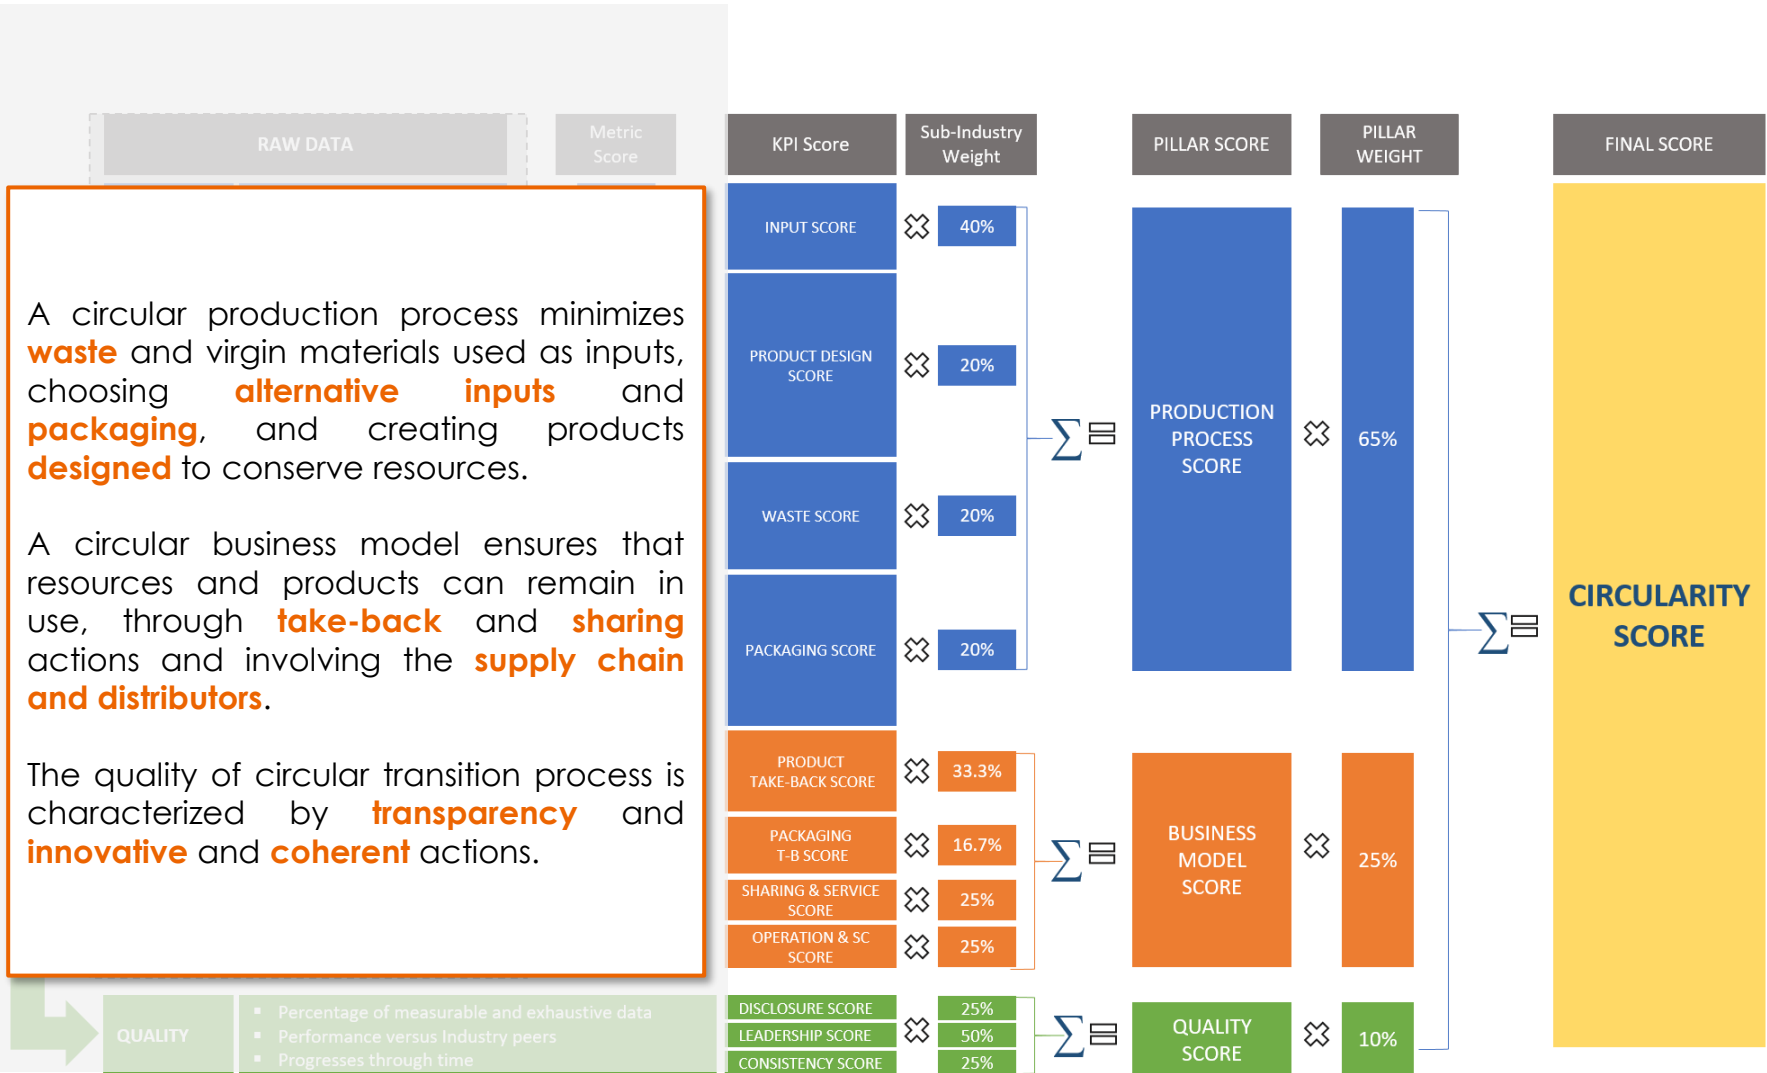 RAW DATA
Metric
Score
KPI Score
Sub-Industry
Weight
PILLAR SCORE
PILLAR
WEIGHT
FINAL SCORE
A circular production process minimizes
waste and virgin materials used as inputs,
choosing alternative inputs and
packaging, and creating products
designed to conserve resources.
A circular business model ensures that
resources and products can remain in
use, through take-back and sharing
actions and involving the supply chain
and distributors.
The quality of circular transition process is
characterized by transparency and
innovative and coherent actions.
INPUT SCORE
40%
PRODUCT DESIGN
SCORE
20%
WASTE SCORE
20%
PACKAGING SCORE
20%
∑
PRODUCTION
PROCESS
SCORE
65%
PRODUCT
TAKE-BACK SCORE
33.3%
PACKAGING
T-B SCORE
16.7%
SHARING & SERVICE
SCORE
25%
OPERATION & SC
SCORE
25%
∑
BUSINESS
MODEL
SCORE
25%
QUALITY
▪ Percentage of measurable and exhaustive data
▪ Performance versus Industry peers
▪ Progresses through time
DISCLOSURE SCORE
25%
LEADERSHIP SCORE
50%
CONSISTENCY SCORE
25%
∑
QUALITY
SCORE
10%
∑
CIRCULARITY
SCORE